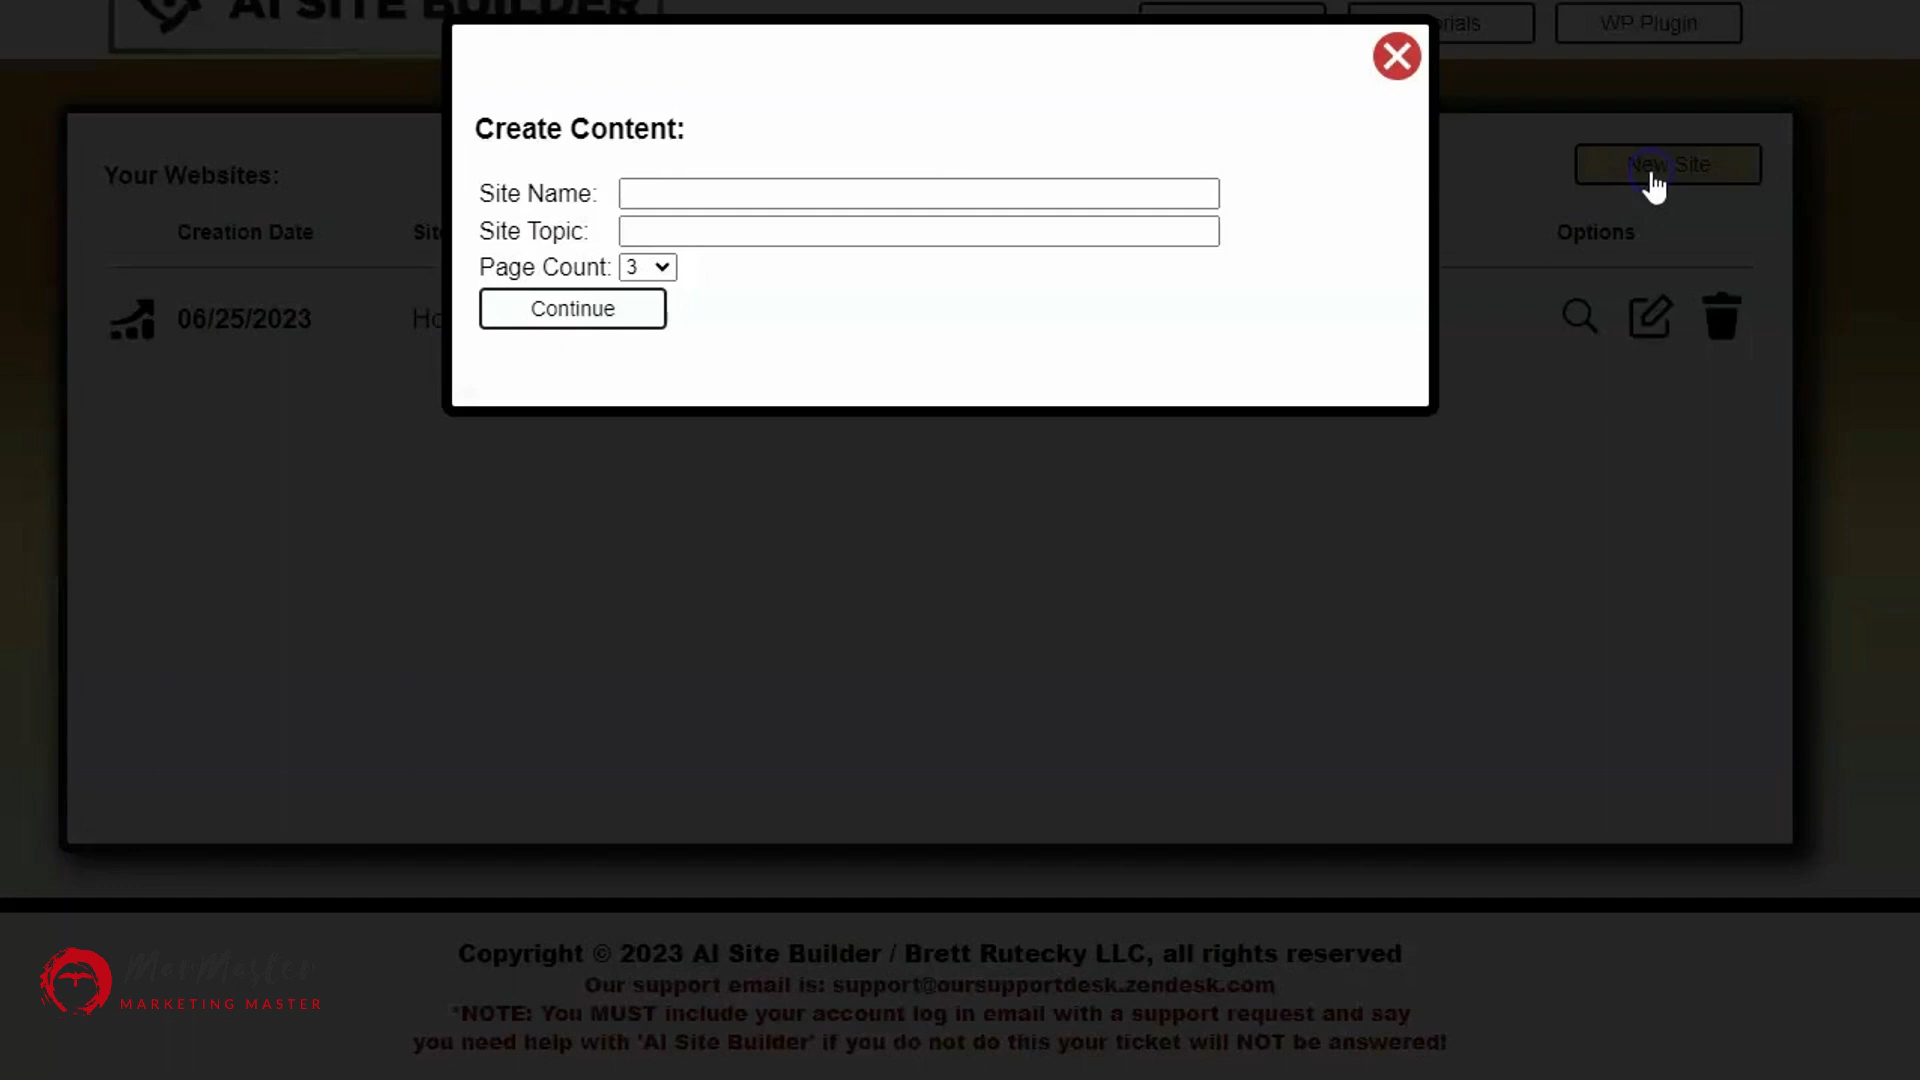 AI SITE BUILDER
WP Plugin
Create Content:
Site Name:
Site Topic:
Page Count: 3
Continue
Your Websites:
New Site
Creation Date
Options
06/25/2023
Copyright © 2023 AI Site Builder / Brett Rutecky LLC, all rights reserved
Our support email is: support@oursupportdesk.zendesk.com
*NOTE: You MUST include your account log in email with a support request and say
you need help with 'AI Site Builder' if you do not do this your ticket will NOT be answered!
MarMaster
MARKETING MASTER